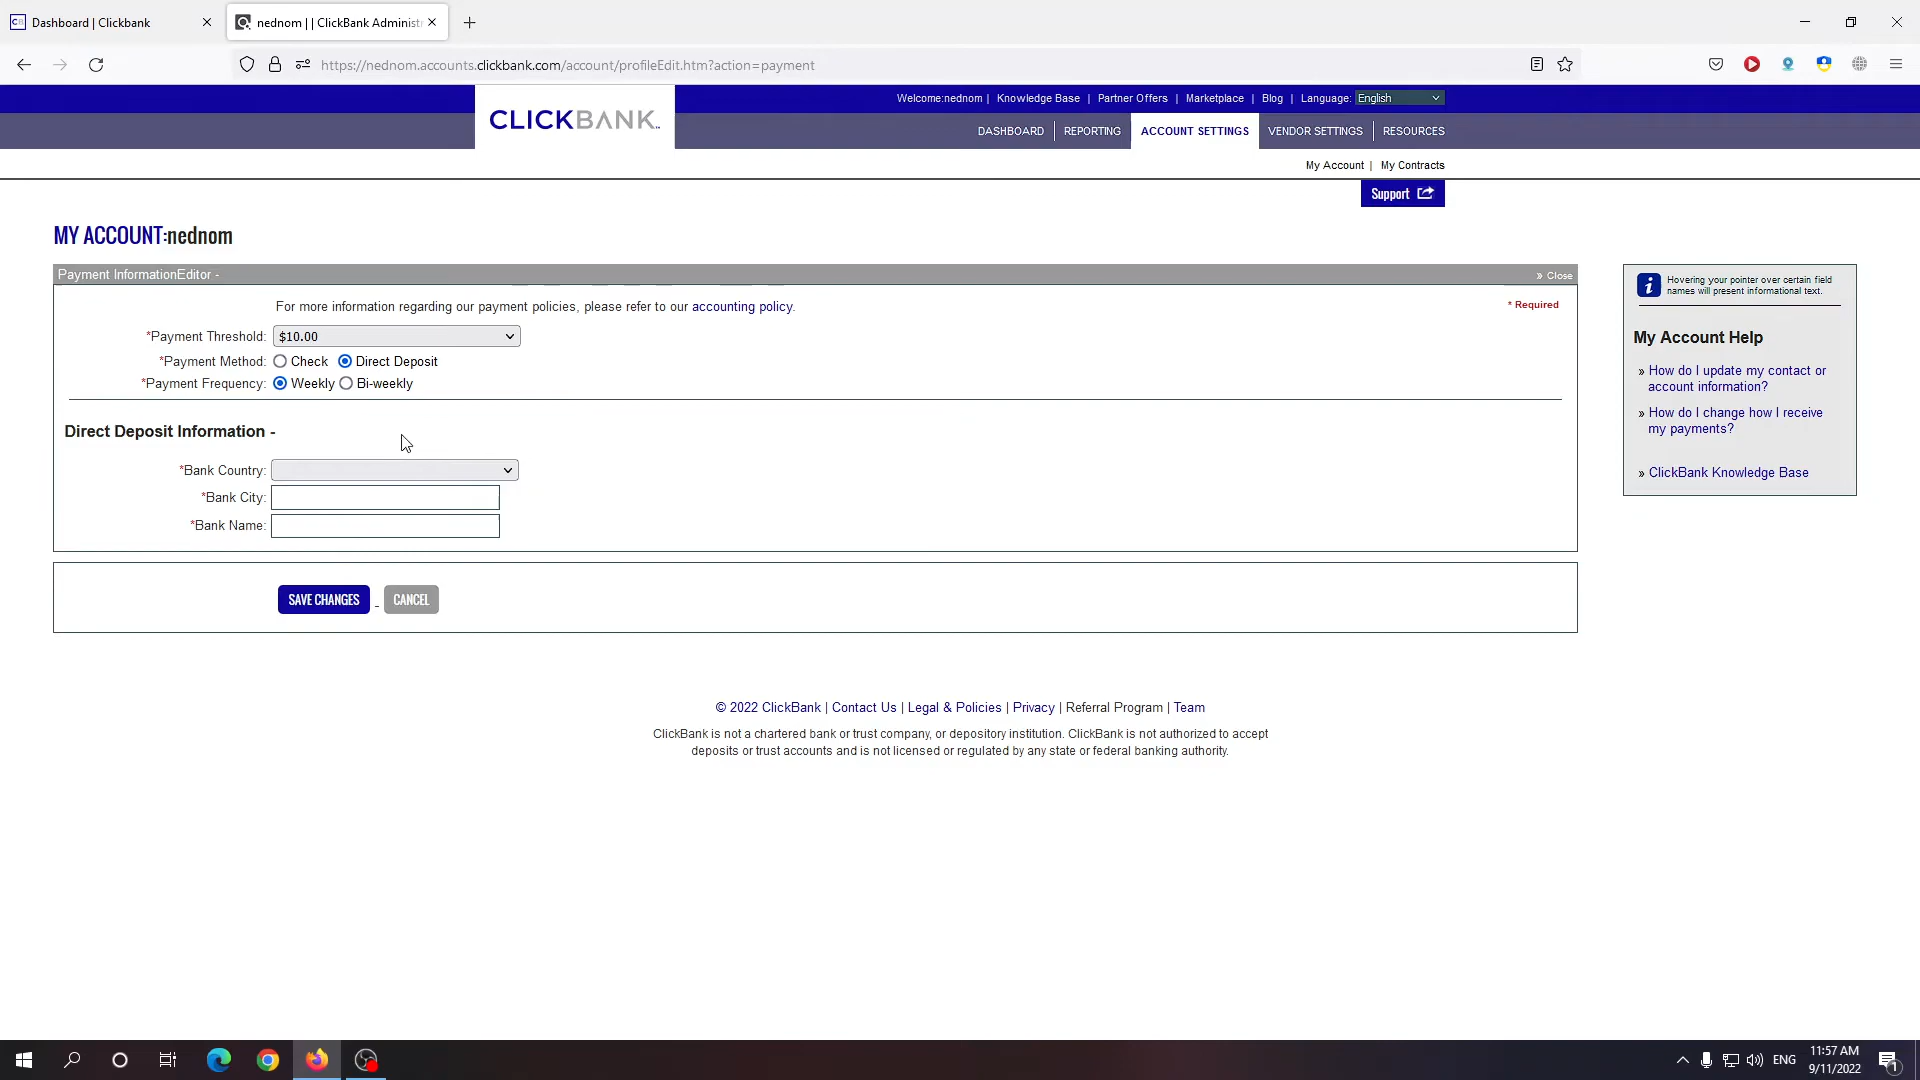 Dashboard | Clickbank
nednom | | ClickBank Administr
https://nednom.accounts.clickbank.com/account/profileEdit.htm?action=payment
Welcome:nednom | Knowledge Base | Partner Offers | Marketplace | Blog | Language: English
CLICKBANK
DASHBOARD REPORTING ACCOUNT SETTINGS VENDOR SETTINGS RESOURCES
My Account | My Contracts
Support
MY ACCOUNT:nednom
Payment InformationEditor -
» Close
For more information regarding our payment policies, please refer to our accounting policy.
* Required
*Payment Threshold: $10.00
*Payment Method: Check Direct Deposit
*Payment Frequency: Weekly Bi-weekly
Direct Deposit Information -
*Bank Country:
*Bank City:
*Bank Name:
SAVE CHANGES - CANCEL
Hovering your pointer over certain field
names will present informational text.
My Account Help
» How do I update my contact or
account information?
» How do I change how I receive
my payments?
» ClickBank Knowledge Base
© 2022 ClickBank | Contact Us | Legal & Policies | Privacy | Referral Program | Team
ClickBank is not a chartered bank or trust company, or depository institution. ClickBank is not authorized to accept
deposits or trust accounts and is not licensed or regulated by any state or federal banking authority.
ENG
11:57 AM
9/11/2022
1